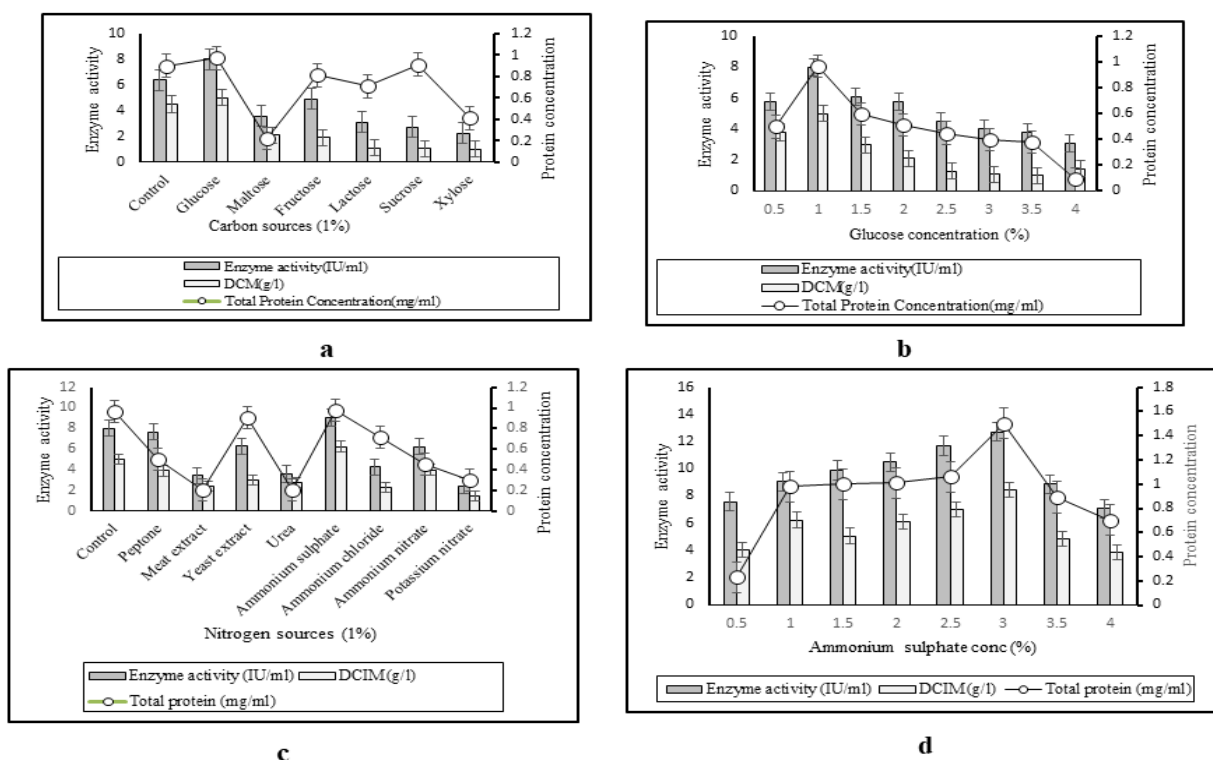 10
8
6
4
2
0
Enzyme activity
1.2
1
0.8
0.6
0.4
0.2
0
Protein concentration
Control
Glucose
Maltose
Fructose
Lactose
Sucrose
Xylose
Carbon sources (1%)
Enzyme activity(IU/ml)
DCM(g/l)
Total Protein Concentration(mg/ml)
a
10
8
6
4
2
0
Enzyme activity
1.2
1
0.8
0.6
0.4
0.2
0
Protein concentration
0.5 1 1.5 2 2.5 3 3.5 4
Glucose concentration (%)
Enzyme activity(IU/ml)
DCM(g/l)
Total Protein Concentration(mg/ml)
b
12
10
8
6
4
2
0
Enzyme activity
1.2
1
0.8
0.6
0.4
0.2
0
Protein concentration
Control
Peptone
Meat extract
Yeast extract
Urea
Ammonium sulphate
Ammonium chloride
Ammonium nitrate
Potassium nitrate
Nitrogen sources (1%)
Enzyme activity (IU/ml) DCIM(g/l)
Total protein (mg/ml)
c
16
14
12
10
8
6
4
2
0
Enzyme activity
1.8
1.6
1.4
1.2
1
0.8
0.6
0.4
0.2
0
Protein concentration
0.5 1 1.5 2 2.5 3 3.5 4
Ammonium sulphate conc (%)
Enzyme activity (IU/ml) DCIM(g/l) Total protein (mg/ml)
d